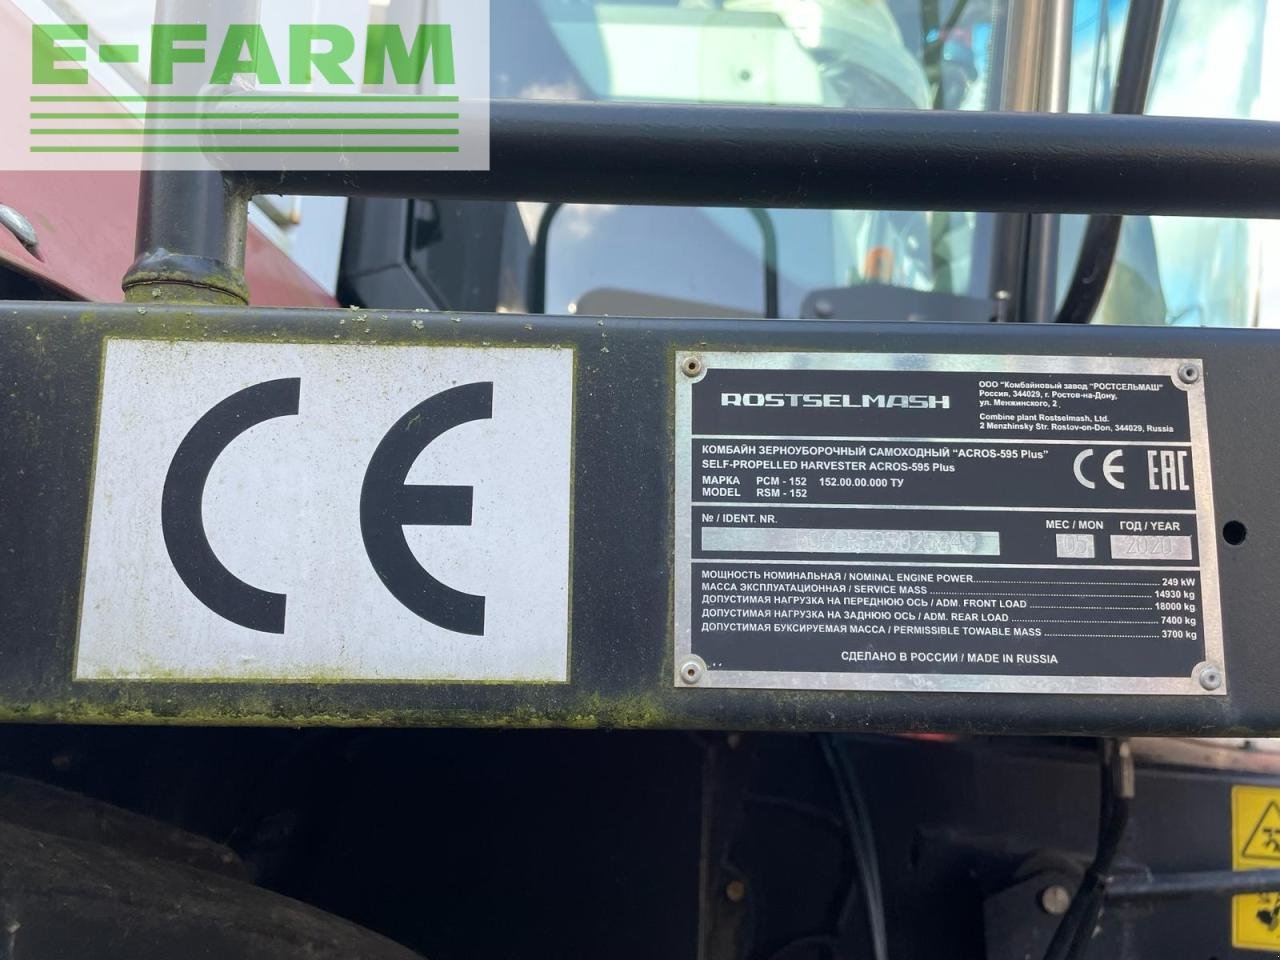 E-FARM
CE
ROSTSELMASH
ООО "Комбайновый завод "РОСТСЕЛЬМАШ"
Россия, 344029, г. Ростов-на-Дону,
ул. Менжинского, 2
Combine plant Rostselmash, Ltd.
2 Menzhinsky Str. Rostov-on-Don, 344029, Russia
КОМБАЙН ЗЕРНОУБОРОЧНЫЙ САМОХОДНЫЙ "ACROS-595 Plus"
SELF-PROPELLED HARVESTER ACROS-595 Plus
МАРКА РСМ - 152 152.00.00.000 ТУ
MODEL RSM - 152
CE EAC
№ / IDENT. NR.
МЕС / MON ГОД / YEAR
05 2020
МОЩНОСТЬ НОМИНАЛЬНАЯ / NOMINAL ENGINE POWER 249 kW
МАССА ЭКСПЛУАТАЦИОННАЯ / SERVICE MASS 14930 kg
ДОПУСТИМАЯ НАГРУЗКА НА ПЕРЕДНЮЮ ОСЬ / ADM. FRONT LOAD 18000 kg
ДОПУСТИМАЯ НАГРУЗКА НА ЗАДНЮЮ ОСЬ / ADM. REAR LOAD 7400 kg
ДОПУСТИМАЯ БУКСИРУЕМАЯ МАССА / PERMISSIBLE TOWABLE MASS 3700 kg
СДЕЛАНО В РОССИИ / MADE IN RUSSIA